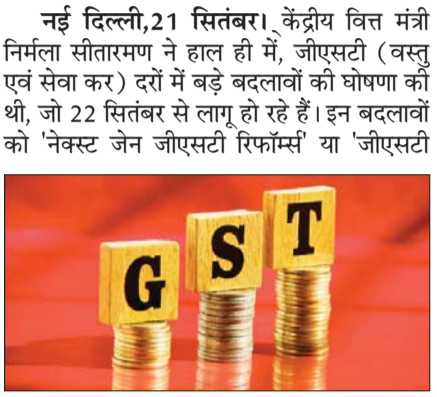 नई दिल्ली,21 सितंबर। केंद्रीय वित्त मंत्री
निर्मला सीतारमण ने हाल ही में, जीएसटी (वस्तु
एवं सेवा कर) दरों में बड़े बदलावों की घोषणा की
थी, जो 22 सितंबर से लागू हो रहे हैं। इन बदलावों
को 'नेक्स्ट जेन जीएसटी रिफॉर्म्स' या 'जीएसटी
G S T